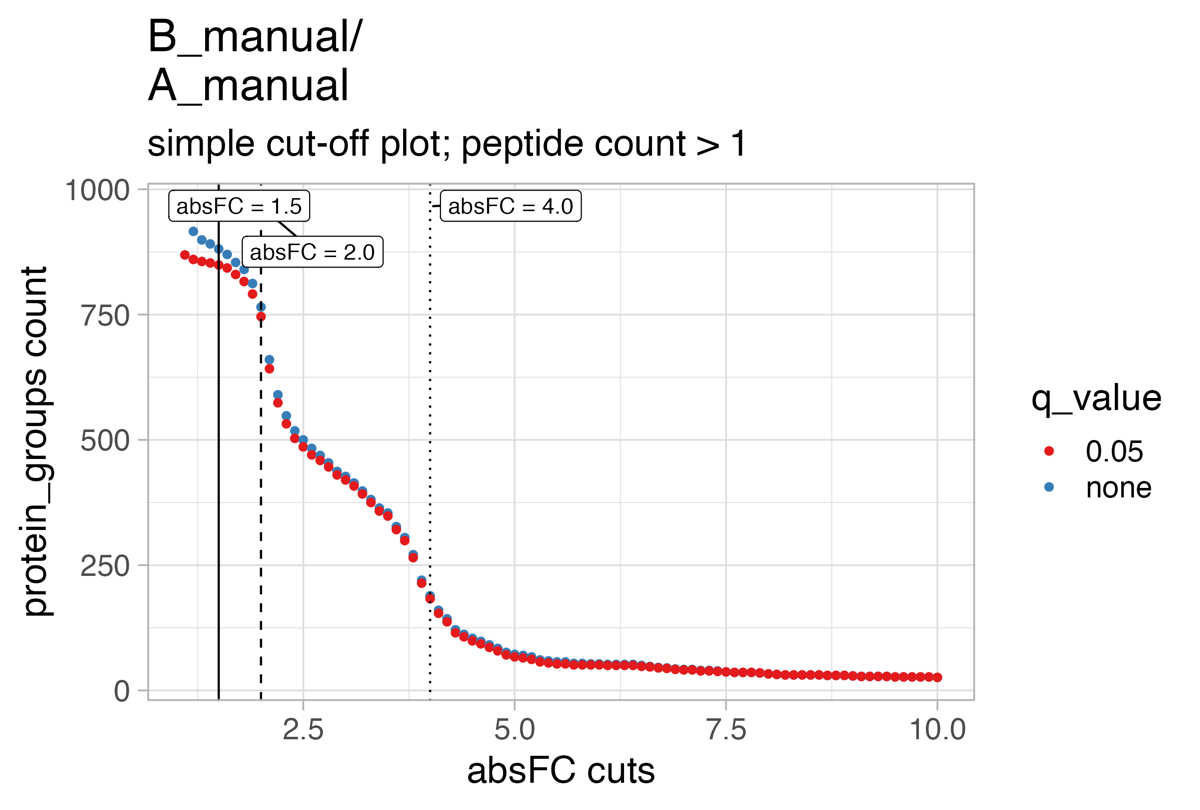 B_manual/
A_manual
simple cut-off plot; peptide count > 1
protein_groups count
1000
750
500
250
0
absFC = 1.5
absFC = 2.0
absFC = 4.0
2.5
5.0
7.5
10.0
absFC cuts
q_value
0.05
none